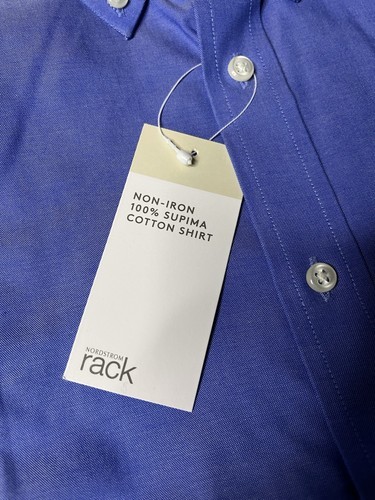 NON-IRON
100% SUPIMA
COTTON SHIRT
NORDSTROM
rack